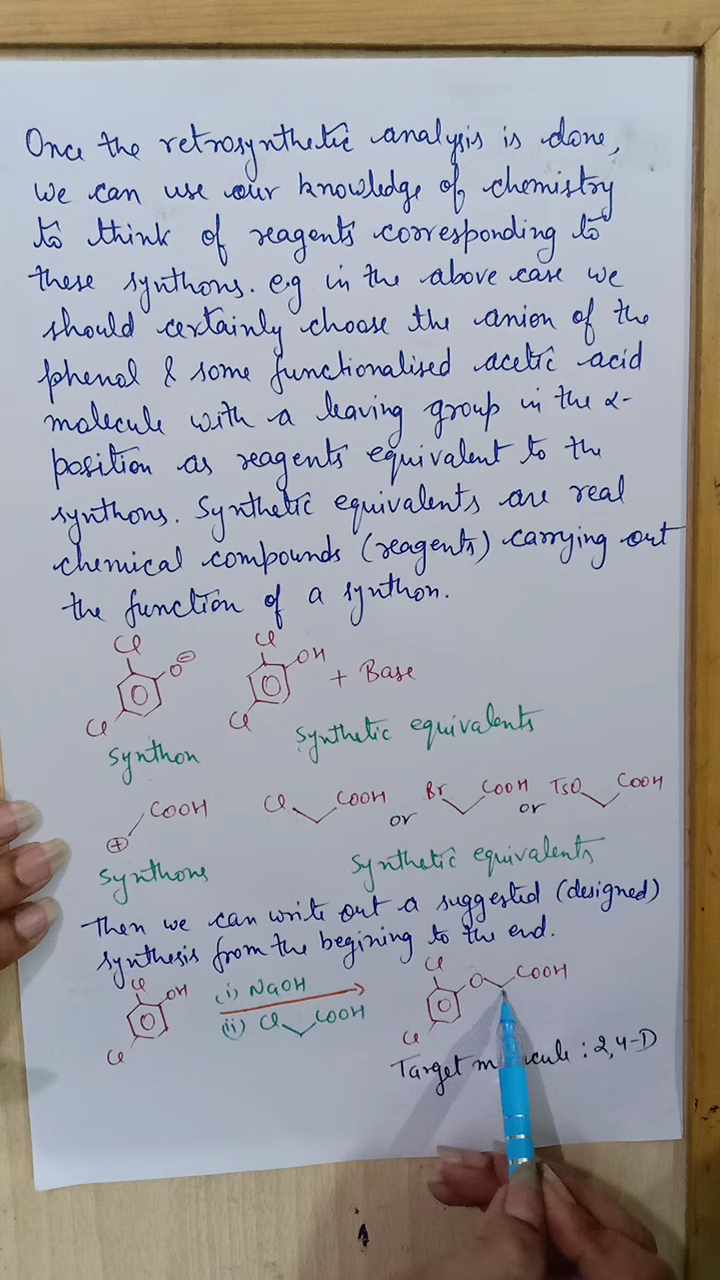 Once the retrosynthetic analysis is done,
we can use our knowledge of chemistry
to think of reagents corresponding to
these synthons. e.g in the above case we
should certainly choose the anion of the
phenol & some functionalised acetic acid
molecule with a leaving group in the α-
position as reagents equivalent to the
synthons. Synthetic equivalents are real
chemical compounds (reagents) carrying out
the function of a synthon.
Cl Cl
O⊖ OH + Base
Cl Cl
Synthon Synthetic equivalents
COOH Cl COOH or Br COOH or TsO COOH
⊕
Synthons Synthetic equivalents
Then we can write out a suggested (designed)
synthesis from the begining to the end.
Cl OH (i) NaOH Cl O COOH
Cl (ii) Cl COOH Cl
Target m cule : 2,4-D